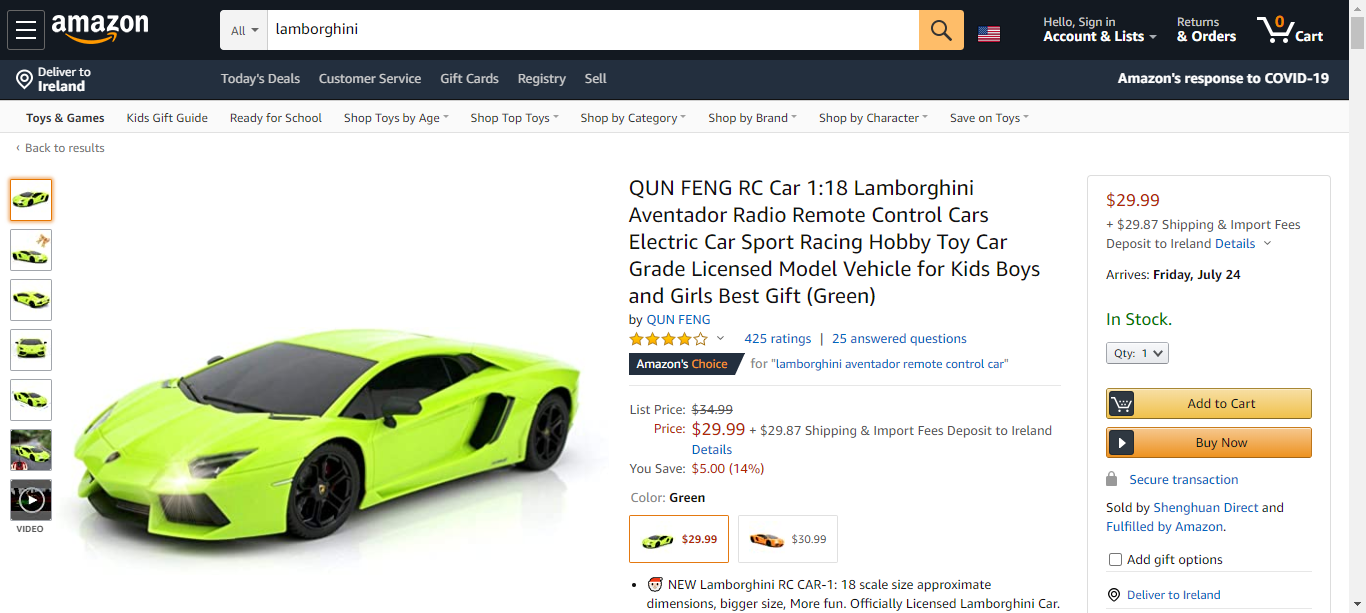 amazon
All
lamborghini
Hello, Sign in
Account & Lists
Returns
& Orders
0
Cart
Deliver to
Ireland
Today's Deals Customer Service Gift Cards Registry Sell
Amazon's response to COVID-19
Toys & Games Kids Gift Guide Ready for School Shop Toys by Age Shop Top Toys Shop by Category Shop by Brand Shop by Character Save on Toys
‹ Back to results
VIDEO
QUN FENG RC Car 1:18 Lamborghini
Aventador Radio Remote Control Cars
Electric Car Sport Racing Hobby Toy Car
Grade Licensed Model Vehicle for Kids Boys
and Girls Best Gift (Green)
by QUN FENG
425 ratings | 25 answered questions
Amazon's Choice for "lamborghini aventador remote control car"
List Price: $34.99
Price: $29.99 + $29.87 Shipping & Import Fees Deposit to Ireland
Details
You Save: $5.00 (14%)
Color: Green
$29.99 $30.99
• 🎅 NEW Lamborghini RC CAR-1: 18 scale size approximate
dimensions, bigger size, More fun. Officially Licensed Lamborghini Car.
$29.99
+ $29.87 Shipping & Import Fees
Deposit to Ireland Details
Arrives: Friday, July 24
In Stock.
Qty: 1
Add to Cart
Buy Now
Secure transaction
Sold by Shenghuan Direct and
Fulfilled by Amazon.
Add gift options
Deliver to Ireland